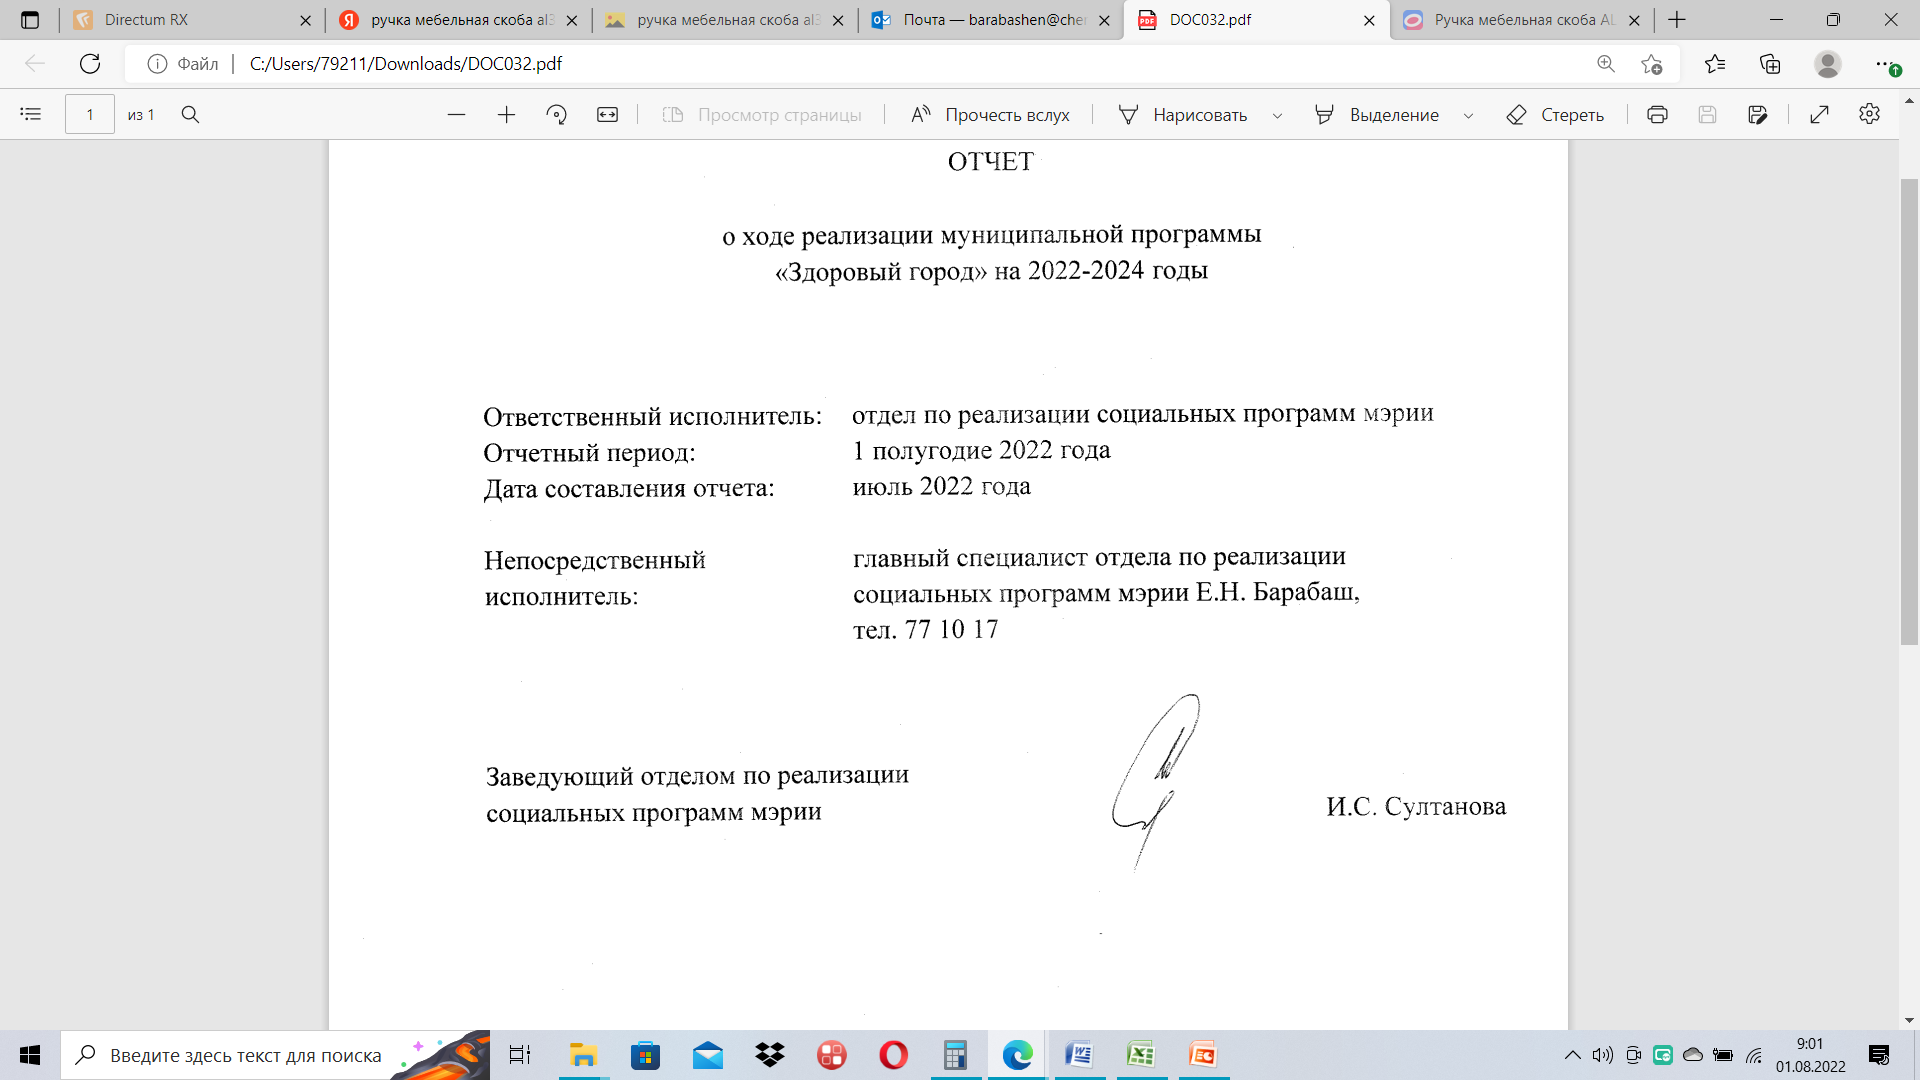 Directum RX
ручка мебельная скоба al3
ручка мебельная скоба al3
Почта — barabashen@cher
DOC032.pdf
Ручка мебельная скоба AL
Файл
C:/Users/79211/Downloads/DOC032.pdf
1 из 1
Просмотр страницы
Прочесть вслух
Нарисовать
Выделение
Стереть
ОТЧЕТ
о ходе реализации муниципальной программы
«Здоровый город» на 2022-2024 годы
Ответственный исполнитель: отдел по реализации социальных программ мэрии
Отчетный период: 1 полугодие 2022 года
Дата составления отчета: июль 2022 года
Непосредственный главный специалист отдела по реализации
исполнитель: социальных программ мэрии Е.Н. Барабаш,
тел. 77 10 17
Заведующий отделом по реализации
социальных программ мэрии И.С. Султанова
Введите здесь текст для поиска
9:01
01.08.2022